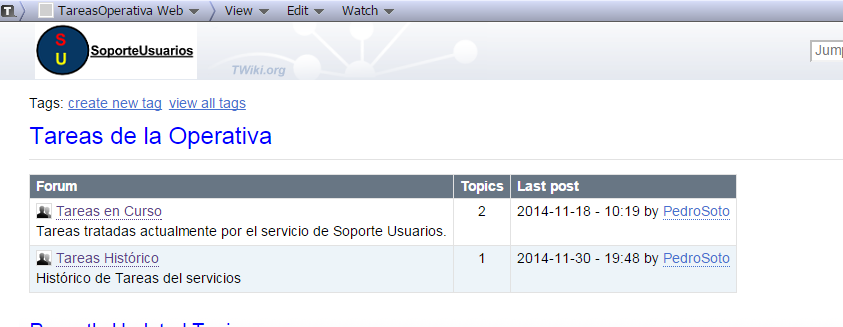 T TareasOperativa Web View Edit Watch
S
U
SoporteUsuarios
TWiki.org
Jump
Tags: create new tag view all tags
Tareas de la Operativa
Forum Topics Last post
Tareas en Curso 2 2014-11-18 - 10:19 by PedroSoto
Tareas tratadas actualmente por el servicio de Soporte Usuarios.
Tareas Histórico 1 2014-11-30 - 19:48 by PedroSoto
Histórico de Tareas del servicios